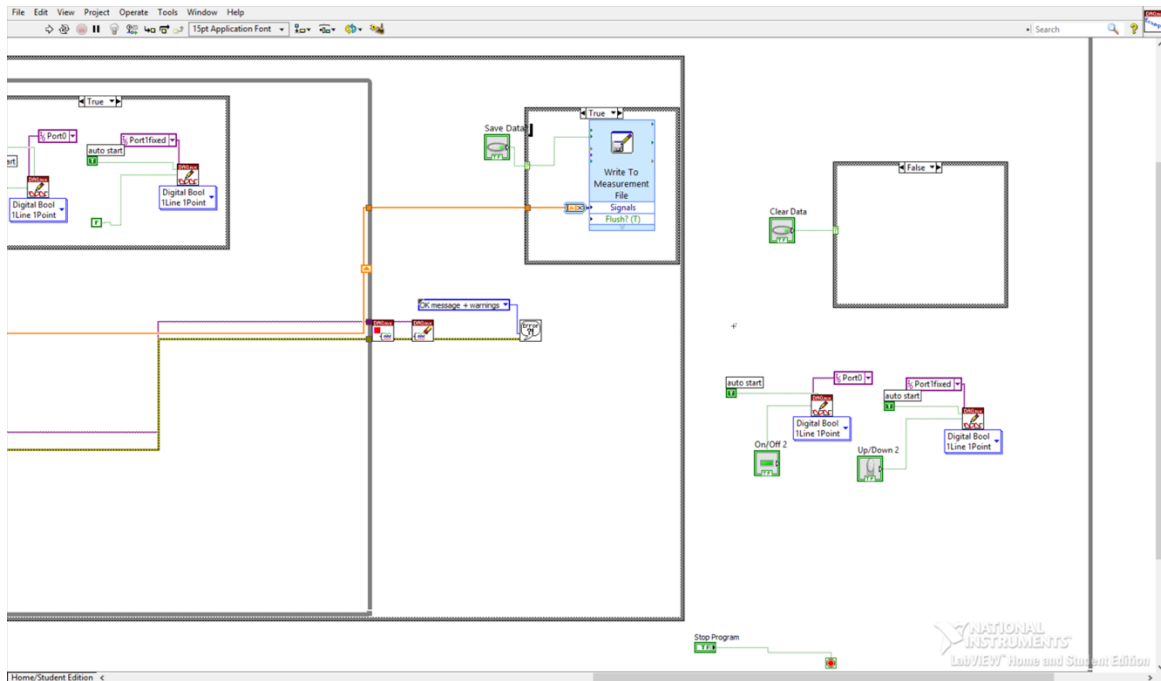 File Edit View Project Operate Tools Window Help
15pt Application Font
Search
True
Port0
Port1fixed
auto start
Digital Bool
1Line 1Point
Digital Bool
1Line 1Point
Save Data
True
Write To
Measurement
File
Signals
Flush? (T)
False
Clear Data
OK message + warnings
Error
auto start
Port0
Port1fixed
auto start
Digital Bool
1Line 1Point
Digital Bool
1Line 1Point
On/Off 2
Up/Down 2
Stop Program
NATIONAL
INSTRUMENTS
LabVIEW™ Home and Student Edition
Home/Student Edition